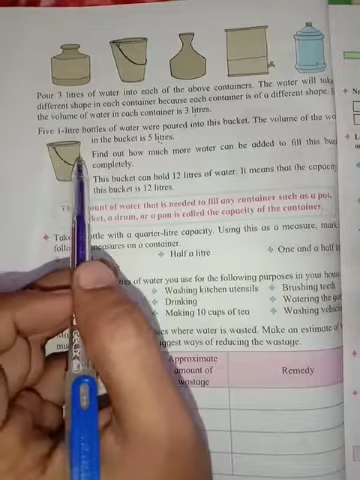 Pour 3 litres of water into each of the above containers. The water will take
different shape in each container because each container is of a different shape.
the volume of water in each container is 3 litres.
Five 1-litre bottles of water were poured into this bucket. The volume of the
in the bucket is 5 litres.
Find out how much more water can be added to fill this
completely.
This bucket can hold 12 litres of water. It means that the
this bucket is 12 litres.
of water that is needed to fill any container such as a pot,
a drum, or a pan is called the capacity of the container.
with a quarter-litre capacity. Using this as a measure, mark
measures on a container.
Half a litre
One and a half
of water you use for the following purposes in your
Washing kitchen utensils
Brushing teeth
Drinking
Watering the
Making 10 cups of tea
Washing
where water is wasted. Make an estimate of
ways of reducing the wastage.
Approximate
amount of
wastage
Remedy